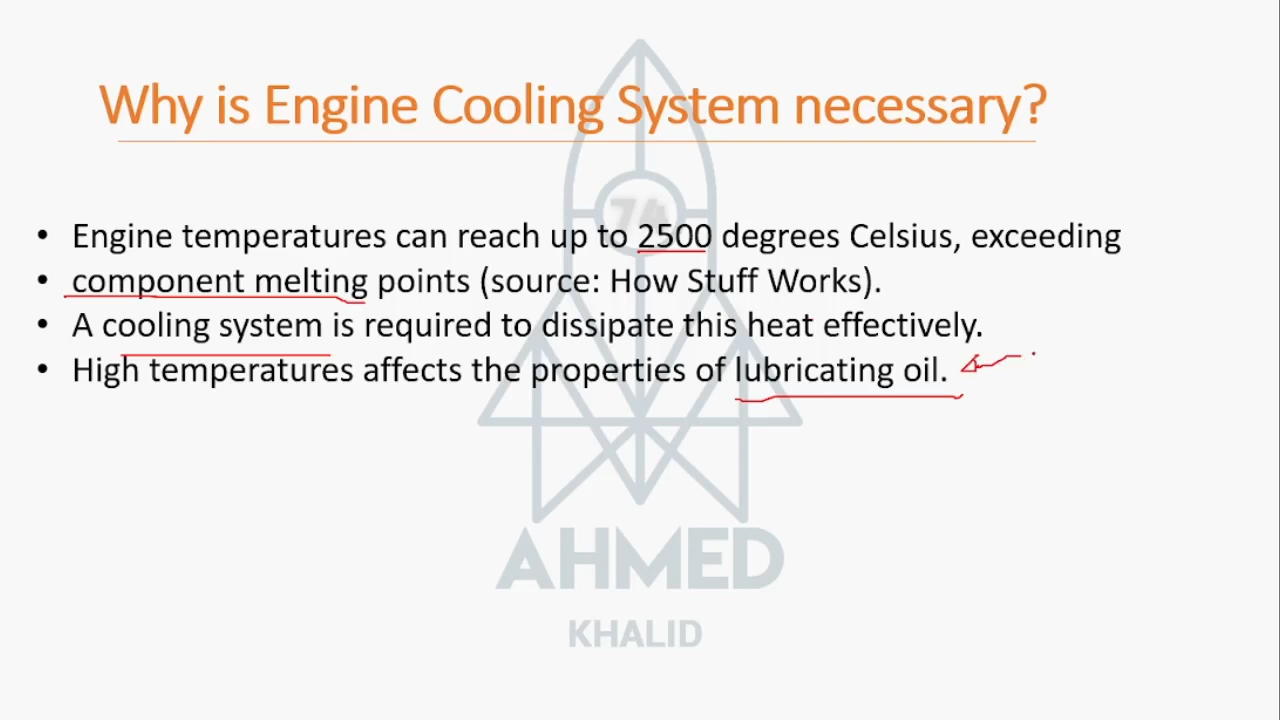 Why is Engine Cooling System necessary?
• Engine temperatures can reach up to 2500 degrees Celsius, exceeding
• component melting points (source: How Stuff Works).
• A cooling system is required to dissipate this heat effectively.
• High temperatures affects the properties of lubricating oil.
AHMED
KHALID